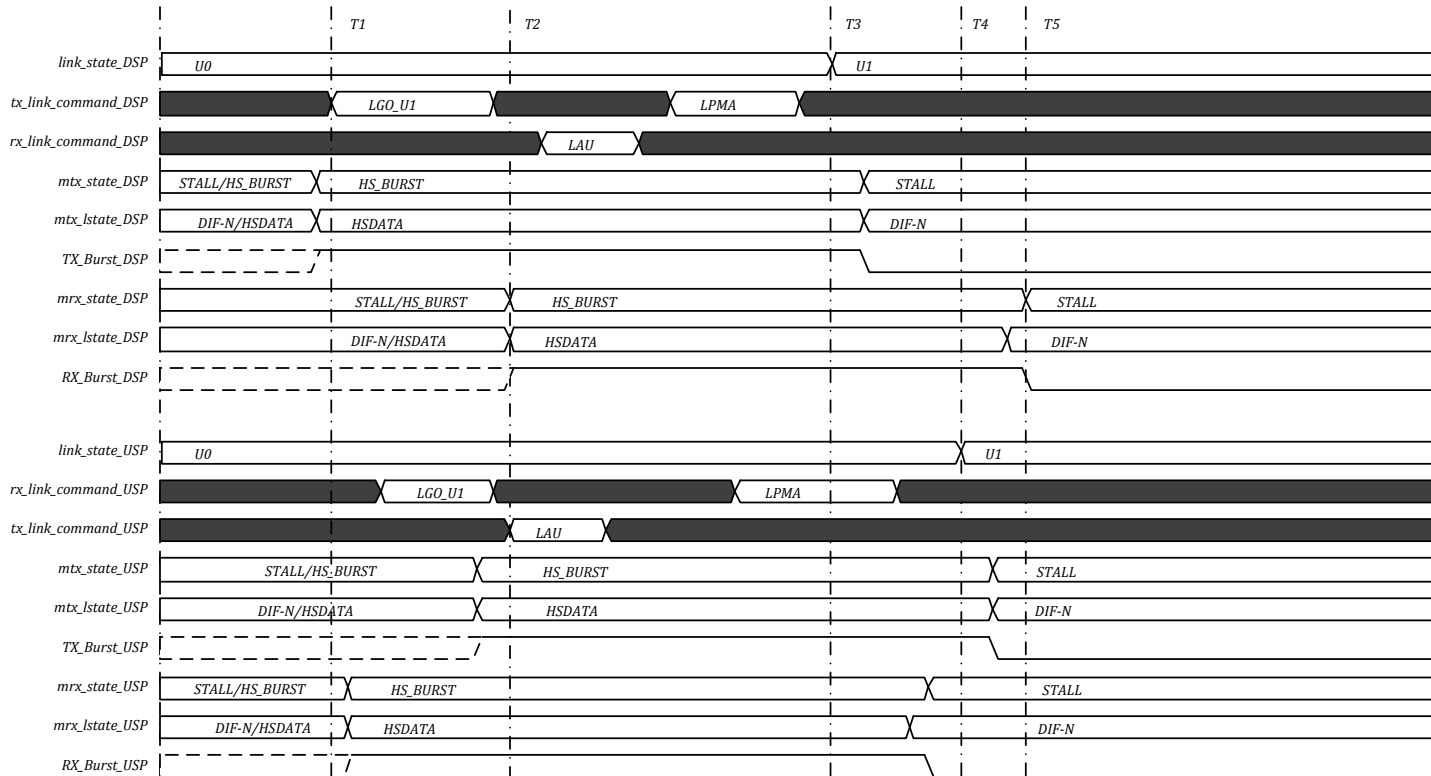 T1 T2 T3 T4 T5
link_state_DSP U0 U1
tx_link_command_DSP LGO_U1 LPMA
rx_link_command_DSP LAU
mtx_state_DSP STALL/HS_BURST HS_BURST STALL
mtx_lstate_DSP DIF-N/HSDATA HSDATA DIF-N
TX_Burst_DSP
mrx_state_DSP STALL/HS_BURST HS_BURST STALL
mrx_lstate_DSP DIF-N/HSDATA HSDATA DIF-N
RX_Burst_DSP
link_state_USP U0 U1
rx_link_command_USP LGO_U1 LPMA
tx_link_command_USP LAU
mtx_state_USP STALL/HS_BURST HS_BURST STALL
mtx_lstate_USP DIF-N/HSDATA HSDATA DIF-N
TX_Burst_USP
mrx_state_USP STALL/HS_BURST HS_BURST STALL
mrx_lstate_USP DIF-N/HSDATA HSDATA DIF-N
RX_Burst_USP